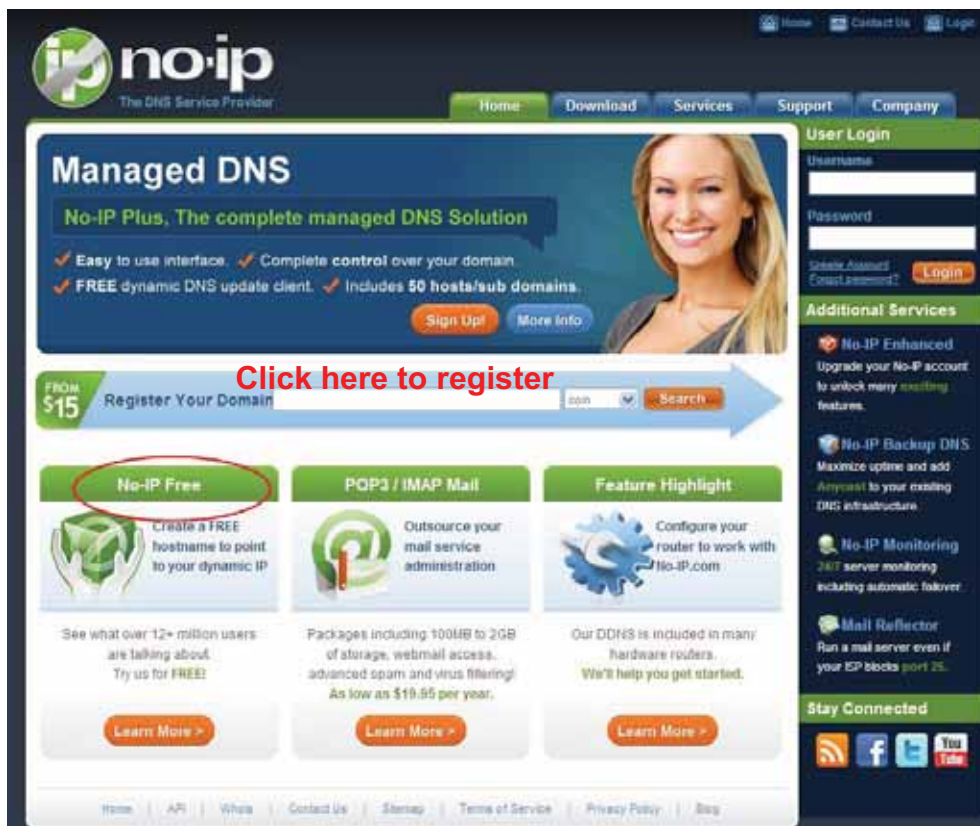 Home Contact Us Login
ip no·ip
The DNS Service Provider
Home Download Services Support Company
Managed DNS
No-IP Plus, The complete managed DNS Solution
Easy to use interface. Complete control over your domain.
FREE dynamic DNS update client. Includes 50 hosts/sub domains.
Sign Up! More Info
FROM
$15
Click here to register
Register Your Domain
com
Search
No-IP Free
Create a FREE
hostname to point
to your dynamic IP
See what over 12+ million users
are talking about.
Try us for FREE!
Learn More >
POP3 / IMAP Mail
Outsource your
mail service
administration
Packages including 100MB to 2GB
of storage, webmail access,
advanced spam and virus filtering!
As low as $19.95 per year.
Learn More >
Feature Highlight
Configure your
router to work with
No-IP.com
Our DDNS is included in many
hardware routers.
We'll help you get started.
Learn More >
User Login
Username
Password
Create Account
Forgot password?
Login
Additional Services
No-IP Enhanced
Upgrade your No-IP account
to unlock many exciting
features.
No-IP Backup DNS
Maximize uptime and add
Anycast to your existing
DNS infrastructure.
No-IP Monitoring
24/7 server monitoring
including automatic failover
Mail Reflector
Run a mail server even if
your ISP blocks port 25.
Stay Connected
You
Tube
Home | API | Whois | Contact Us | Sitemap | Terms of Service | Privacy Policy | Blog